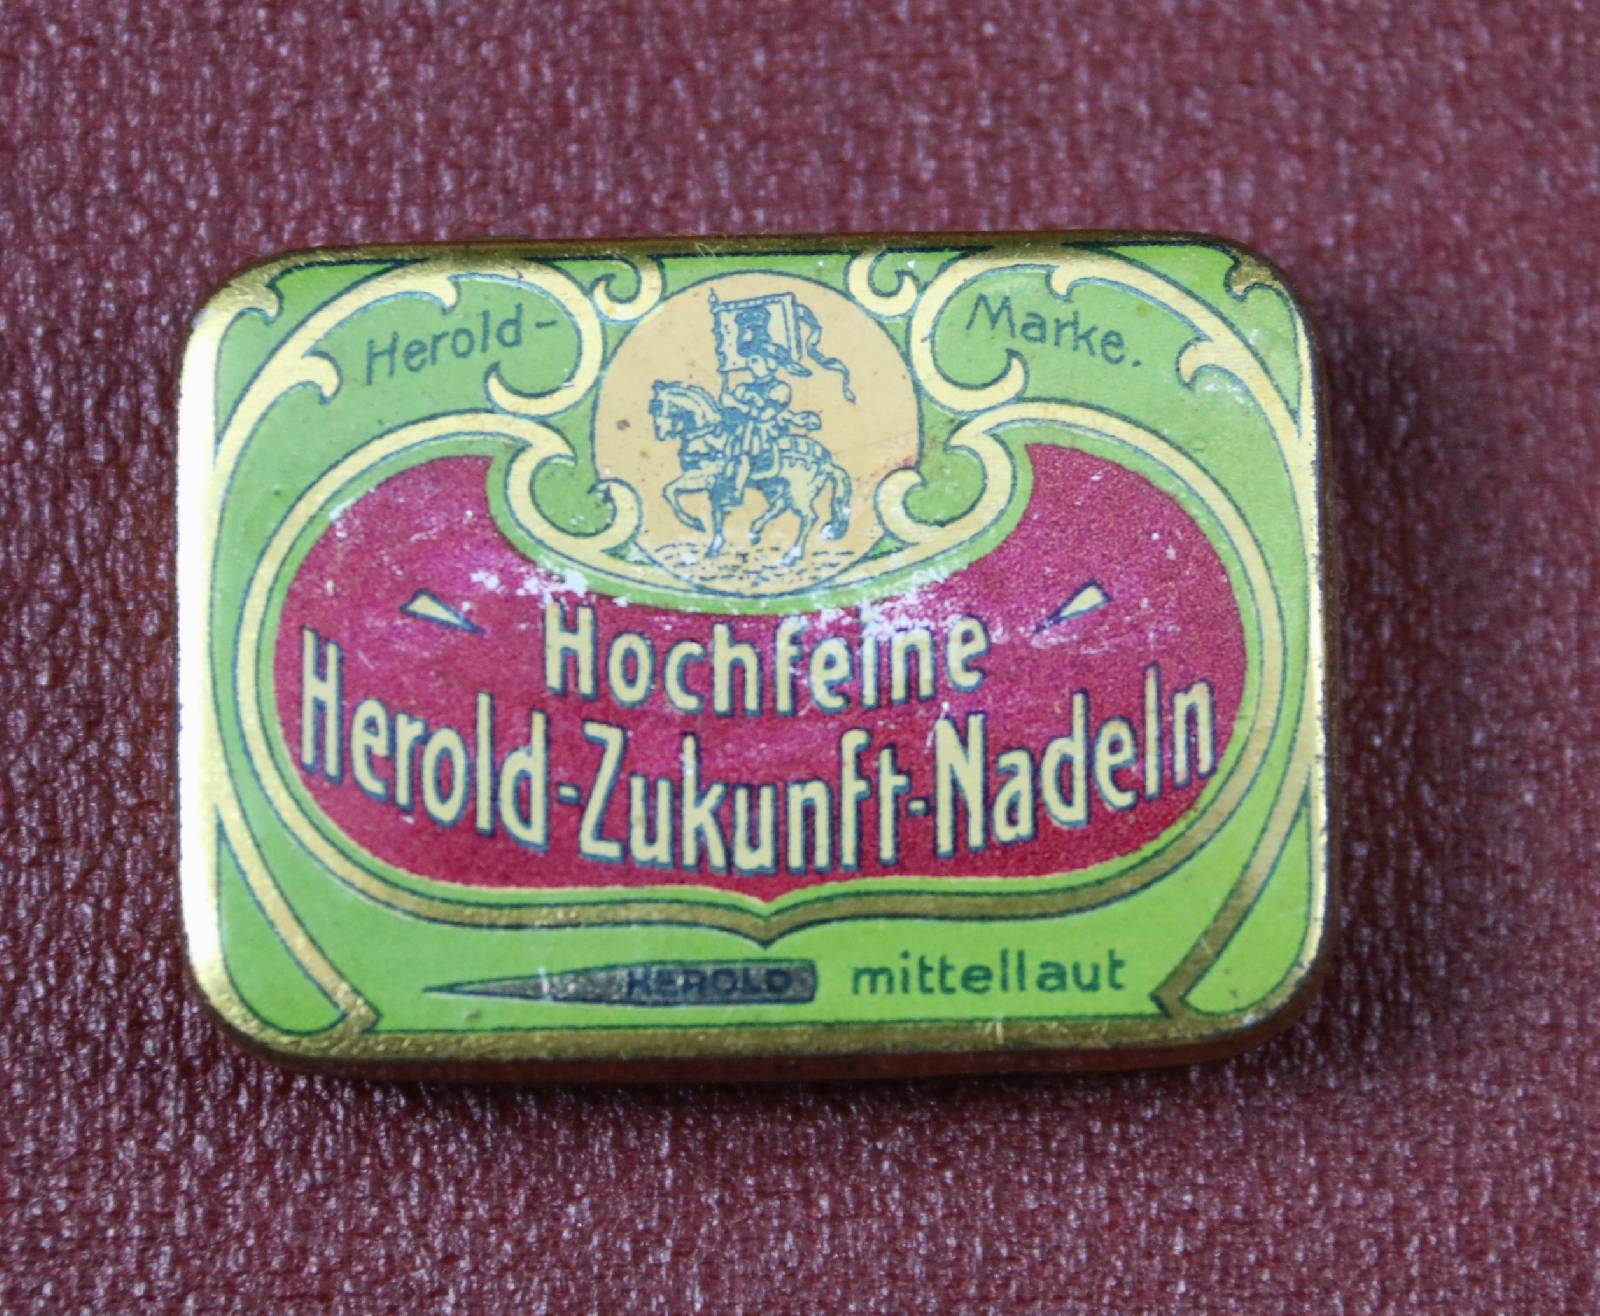 Herold- Marke.
Hochfeine
Herold-Zukunft-Nadeln
HEROLD mittellaut